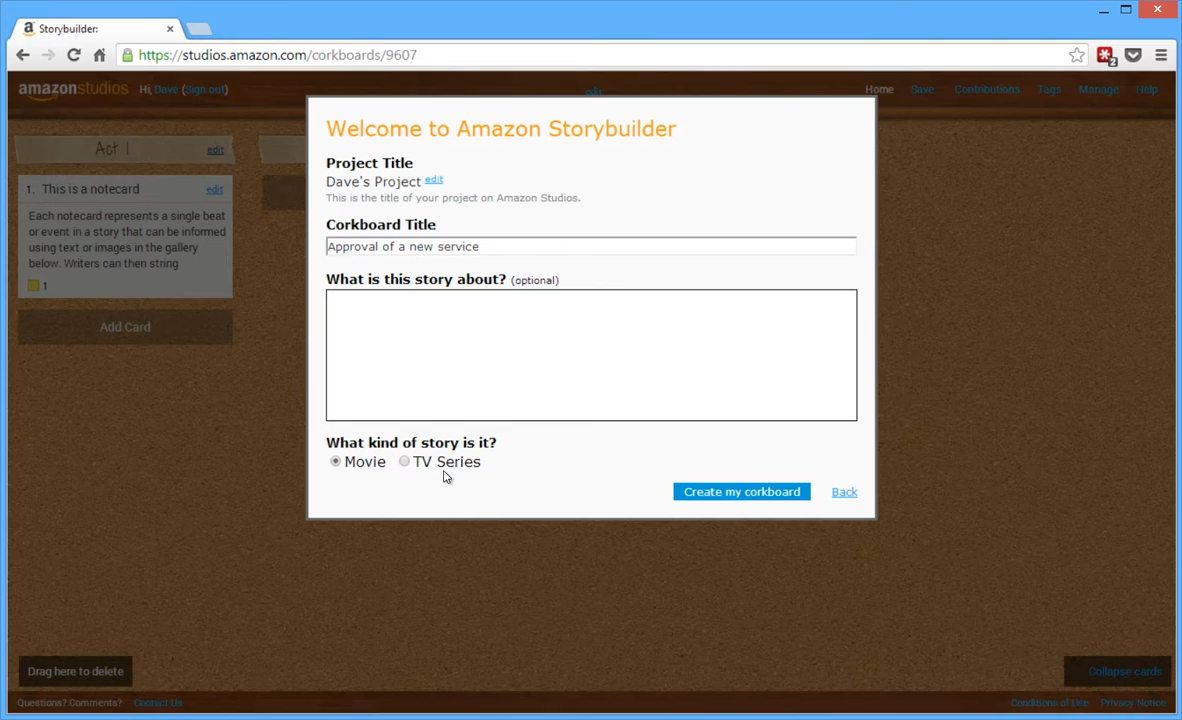 Storybuilder:
https://studios.amazon.com/corkboards/9607
2
amazonstudios Hi, Dave (Sign out) edit Home Save Contributions Tags Manage Help
Act 1 edit
1. This is a notecard edit
Each notecard represents a single beat
or event in a story that can be informed
using text or images in the gallery
below. Writers can then string
1
Add Card
Welcome to Amazon Storybuilder
Project Title
Dave's Project edit
This is the title of your project on Amazon Studios.
Corkboard Title
Approval of a new service
What is this story about? (optional)
What kind of story is it?
Movie TV Series
Create my corkboard Back
Drag here to delete
Collapse cards
Questions? Comments? Contact Us Conditions of Use Privacy Notice